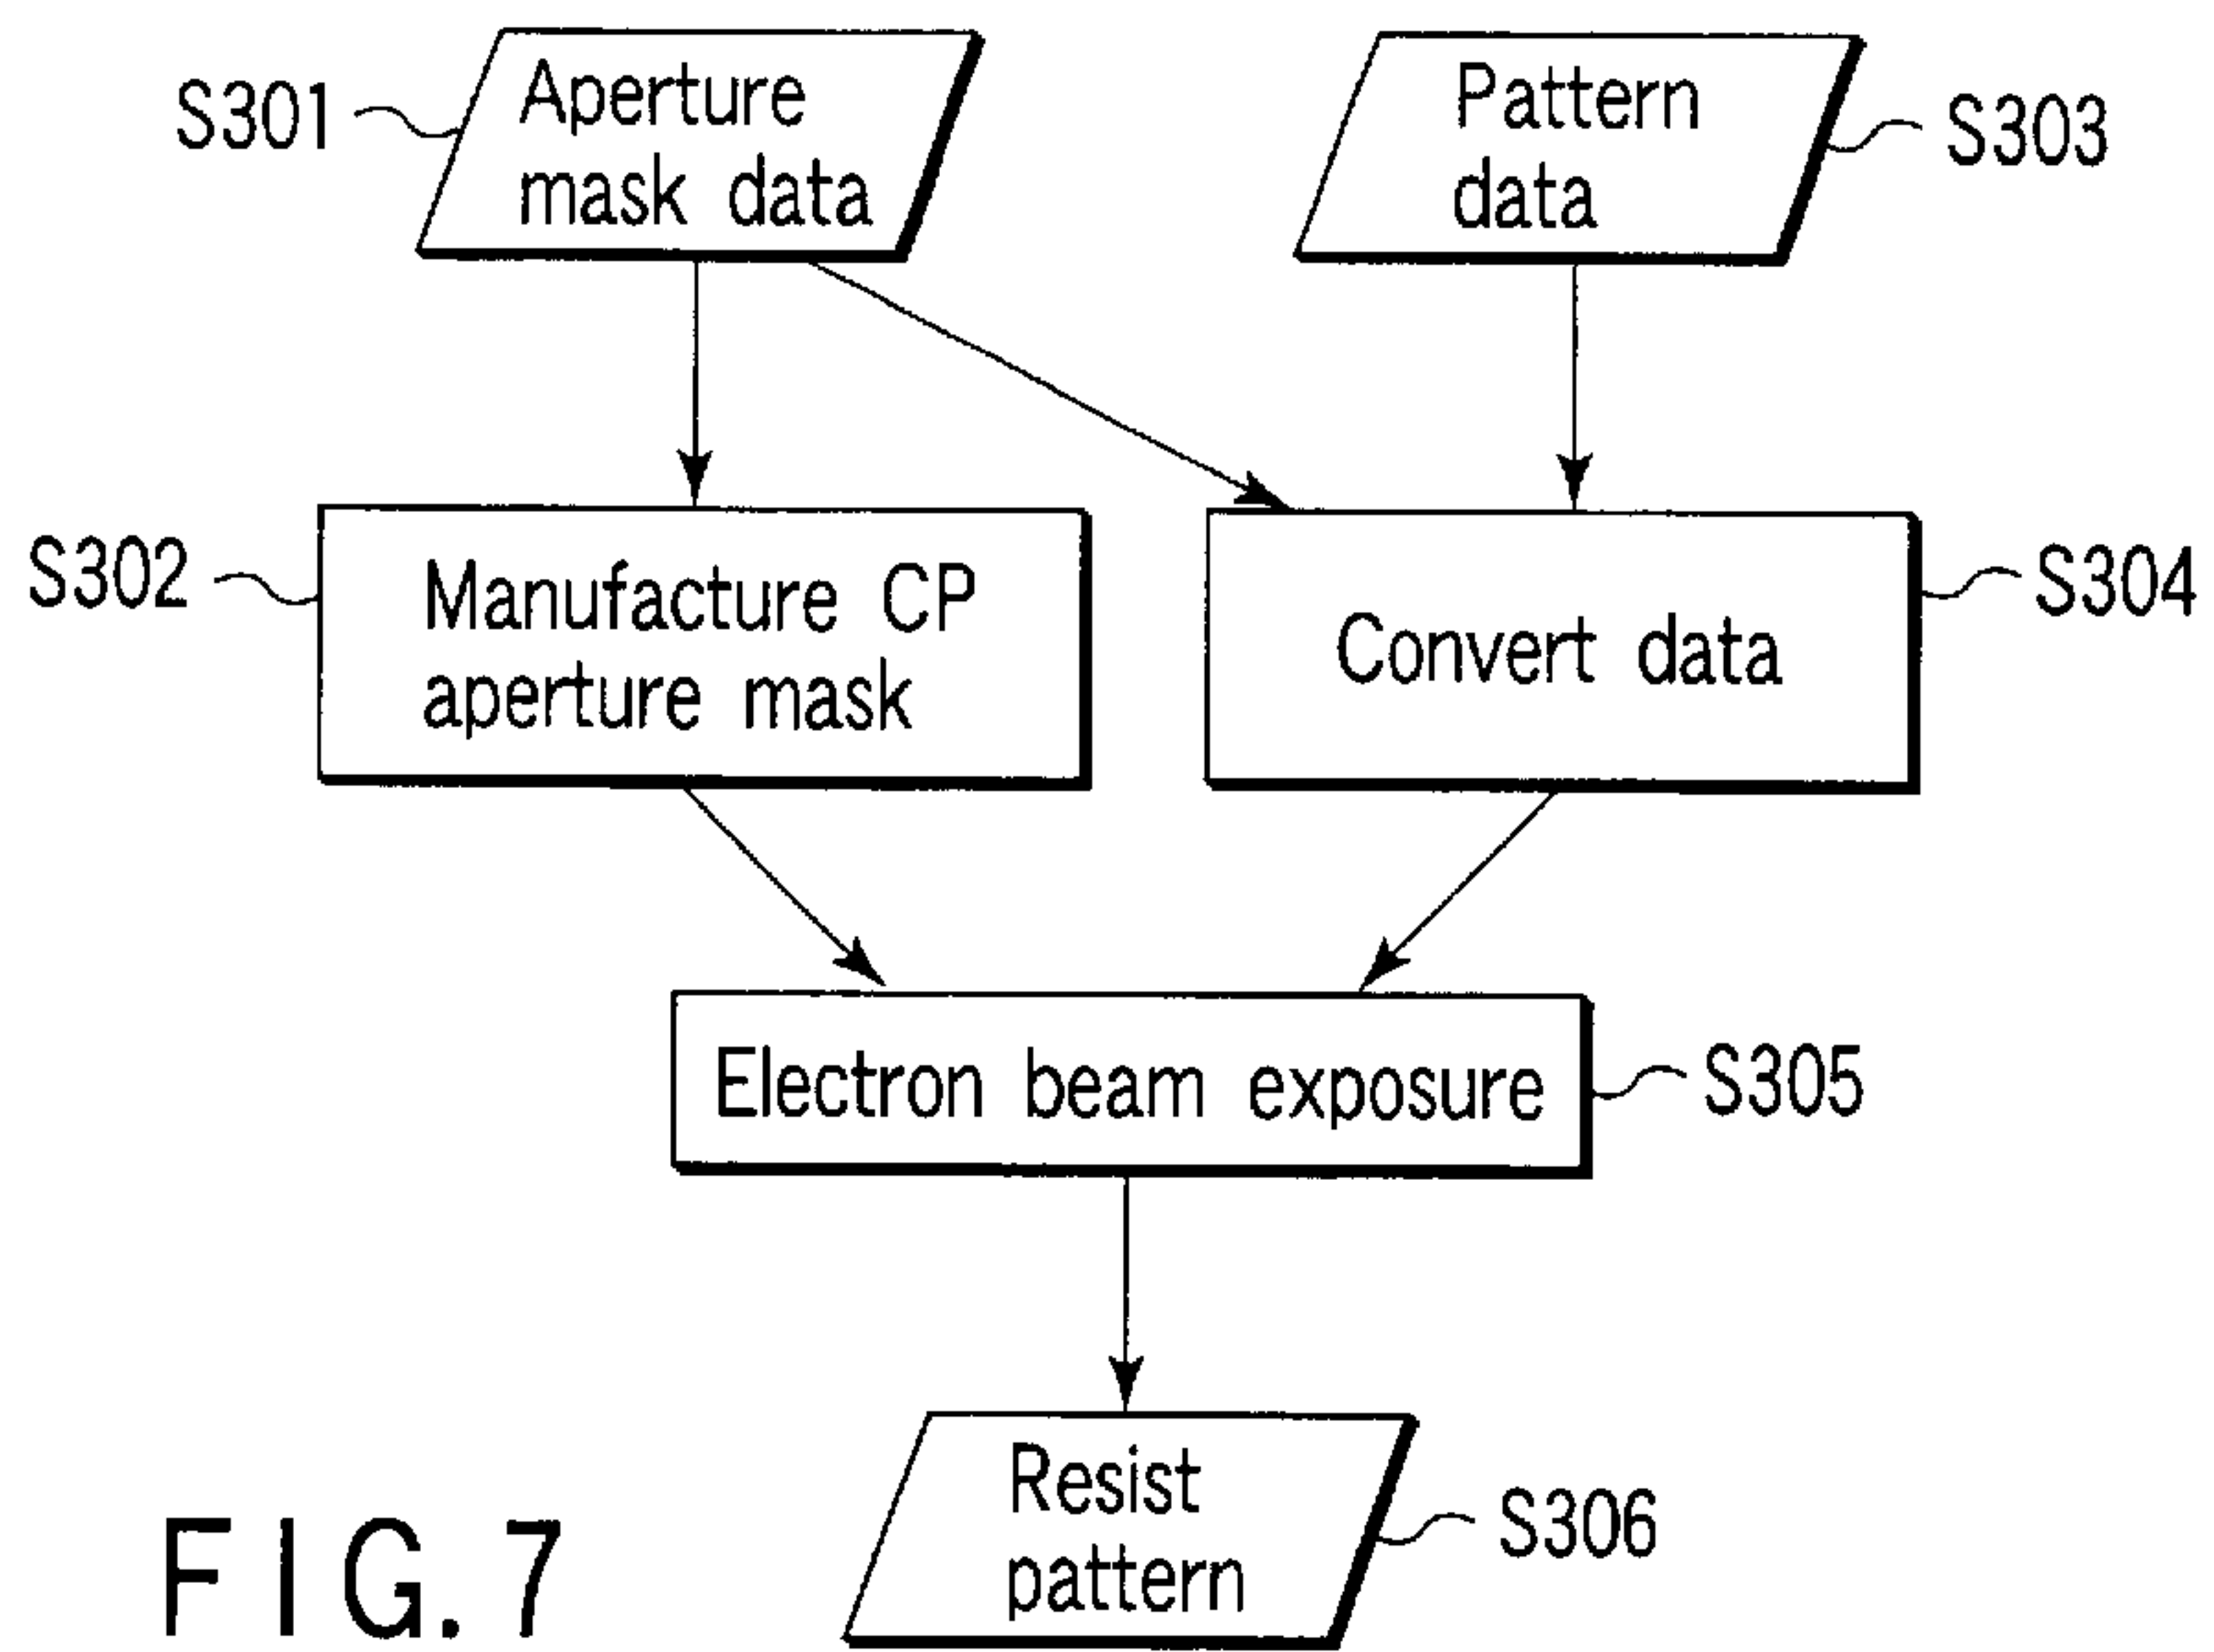 S301
Aperture
mask data
Pattern
data
S303
S302
Manufacture CP
aperture mask
Convert data
S304
Electron beam exposure
S305
Resist
pattern
S306
FIG. 7